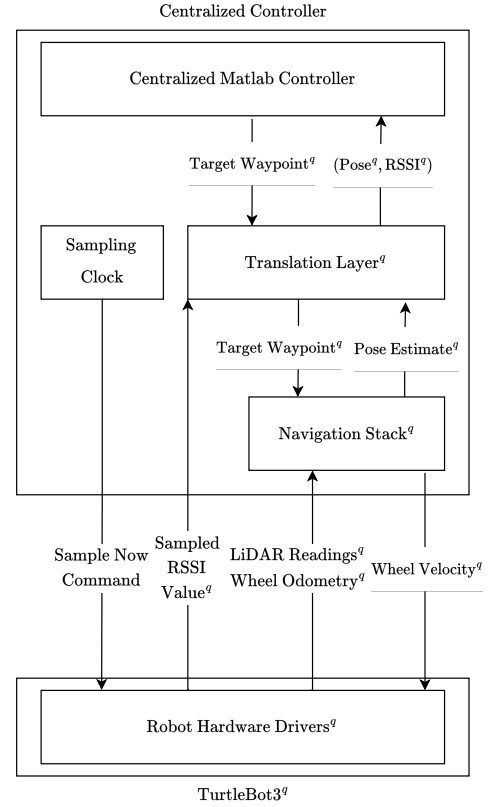 Centralized Controller
Centralized Matlab Controller
Target Waypoint^q
(Pose^q, RSSI^q)
Sampling
Clock
Translation Layer^q
Target Waypoint^q
Pose Estimate^q
Navigation Stack^q
Sample Now
Command
Sampled
RSSI
Value^q
LiDAR Readings^q
Wheel Odometry^q
Wheel Velocity^q
Robot Hardware Drivers^q
TurtleBot3^q